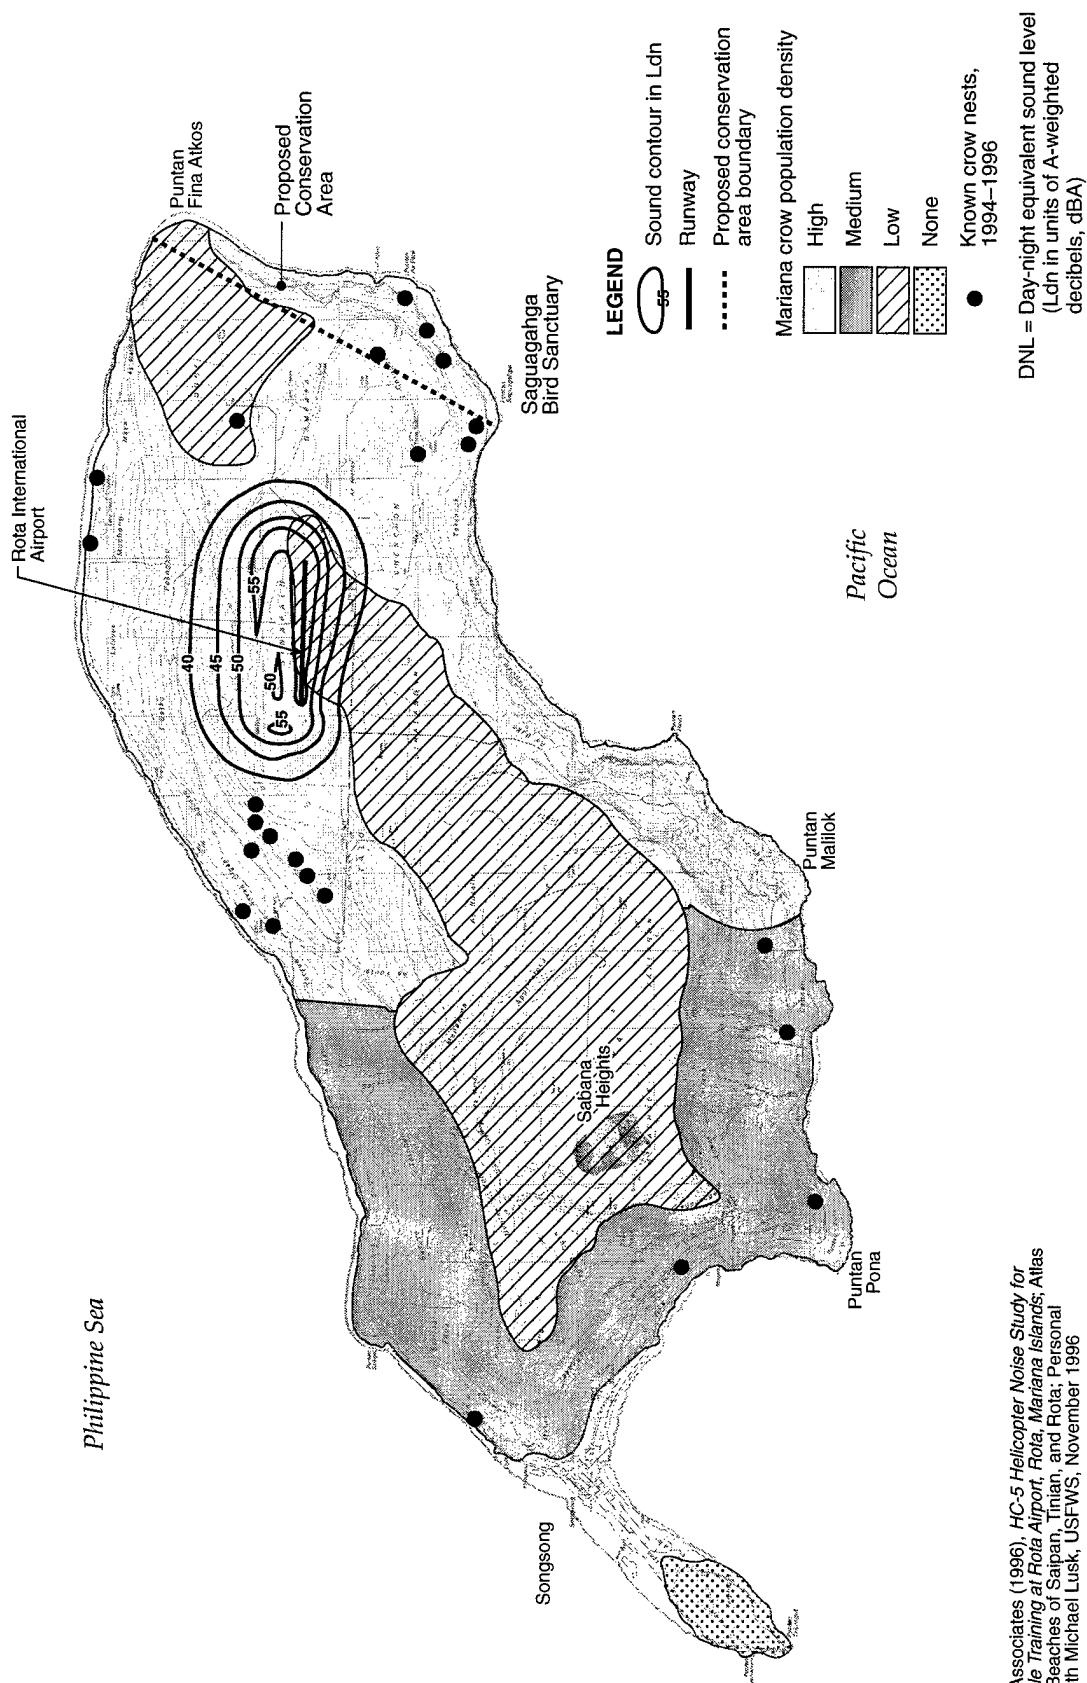 Rota International
Airport
Puntan
Fina Atkos
Proposed
Conservation
Area
Philippine Sea
40
45
50
55
50
55
Saguagahga
Bird Sanctuary
Pacific
Ocean
Puntan
Malilok
Sabana
Heights
Puntan
Pona
Songsong
LEGEND
55
Sound contour in Ldn
Runway
Proposed conservation
area boundary
Mariana crow population density
High
Medium
Low
None
Known crow nests,
1994–1996
DNL = Day-night equivalent sound level
(Ldn in units of A-weighted
decibels, dBA)
Associates (1996), HC-5 Helicopter Noise Study for
le Training at Rota Airport, Rota, Mariana Islands; Atlas
Beaches of Saipan, Tinian, and Rota; Personal
th Michael Lusk, USFWS, November 1996